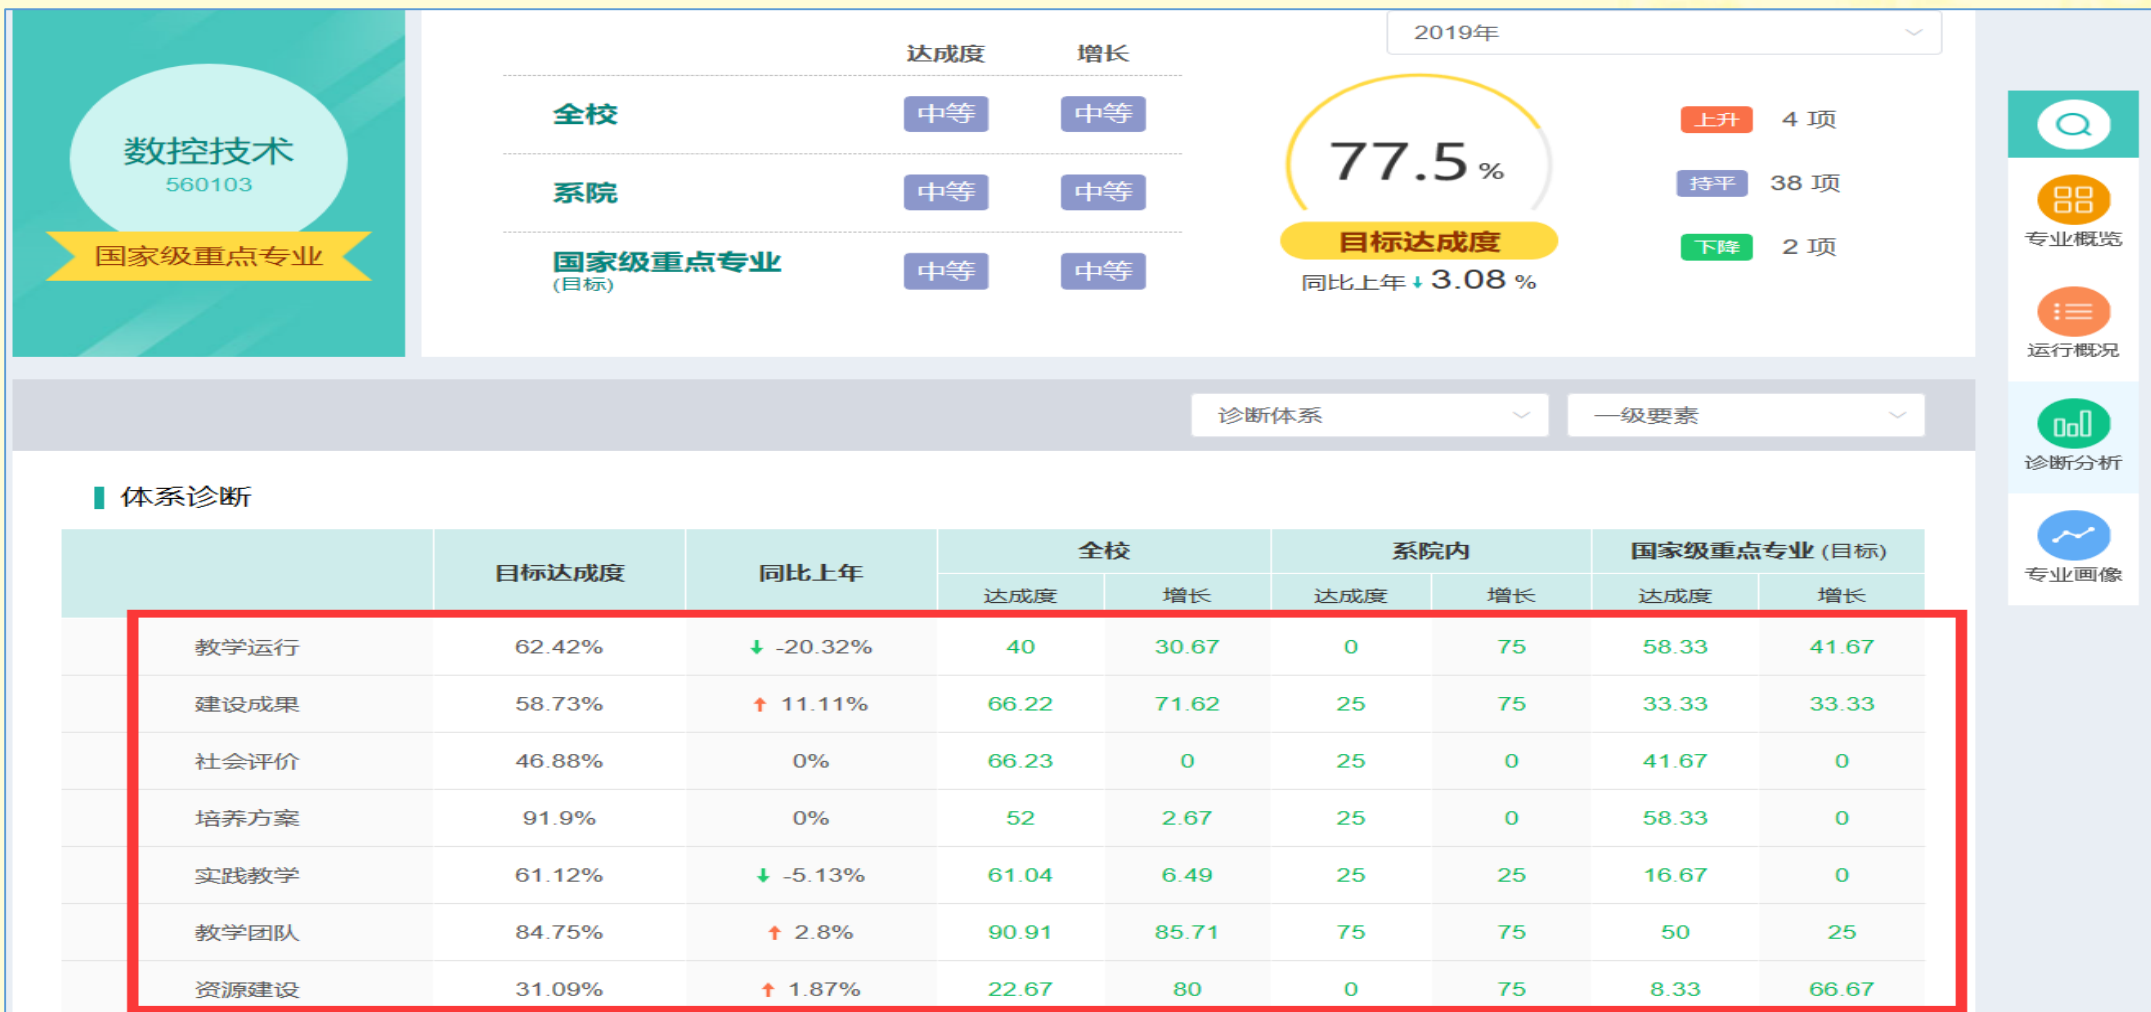 数控技术
560103
国家级重点专业
达成度 增长
全校 中等 中等
系院 中等 中等
国家级重点专业 中等 中等
(目标)
2019年
77.5 %
目标达成度
同比上年 ↓ 3.08 %
上升 4 项
持平 38 项
下降 2 项
专业概览
运行概况
诊断分析
专业画像
诊断体系 一级要素
体系诊断
目标达成度 同比上年 全校 系院内 国家级重点专业 (目标)
达成度 增长 达成度 增长 达成度 增长
教学运行 62.42% ↓ -20.32% 40 30.67 0 75 58.33 41.67
建设成果 58.73% ↑ 11.11% 66.22 71.62 25 75 33.33 33.33
社会评价 46.88% 0% 66.23 0 25 0 41.67 0
培养方案 91.9% 0% 52 2.67 25 0 58.33 0
实践教学 61.12% ↓ -5.13% 61.04 6.49 25 25 16.67 0
教学团队 84.75% ↑ 2.8% 90.91 85.71 75 75 50 25
资源建设 31.09% ↑ 1.87% 22.67 80 0 75 8.33 66.67